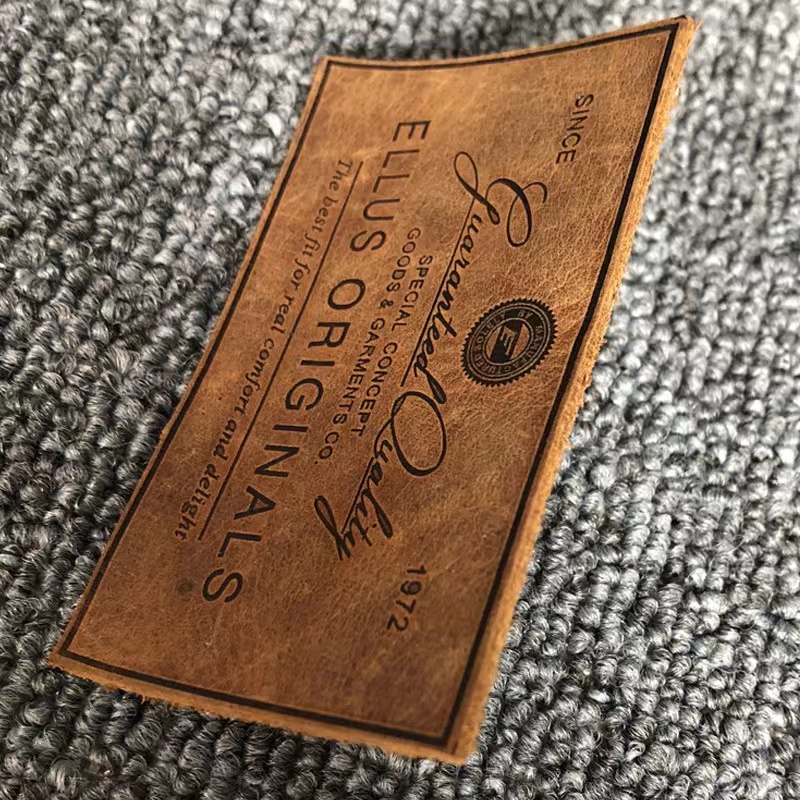 SINCE 1972
E
Guaranteed Quality
SPECIAL CONCEPT
GOODS & GARMENTS CO.
ELLUS ORIGINALS
The best fit for real comfort and delight